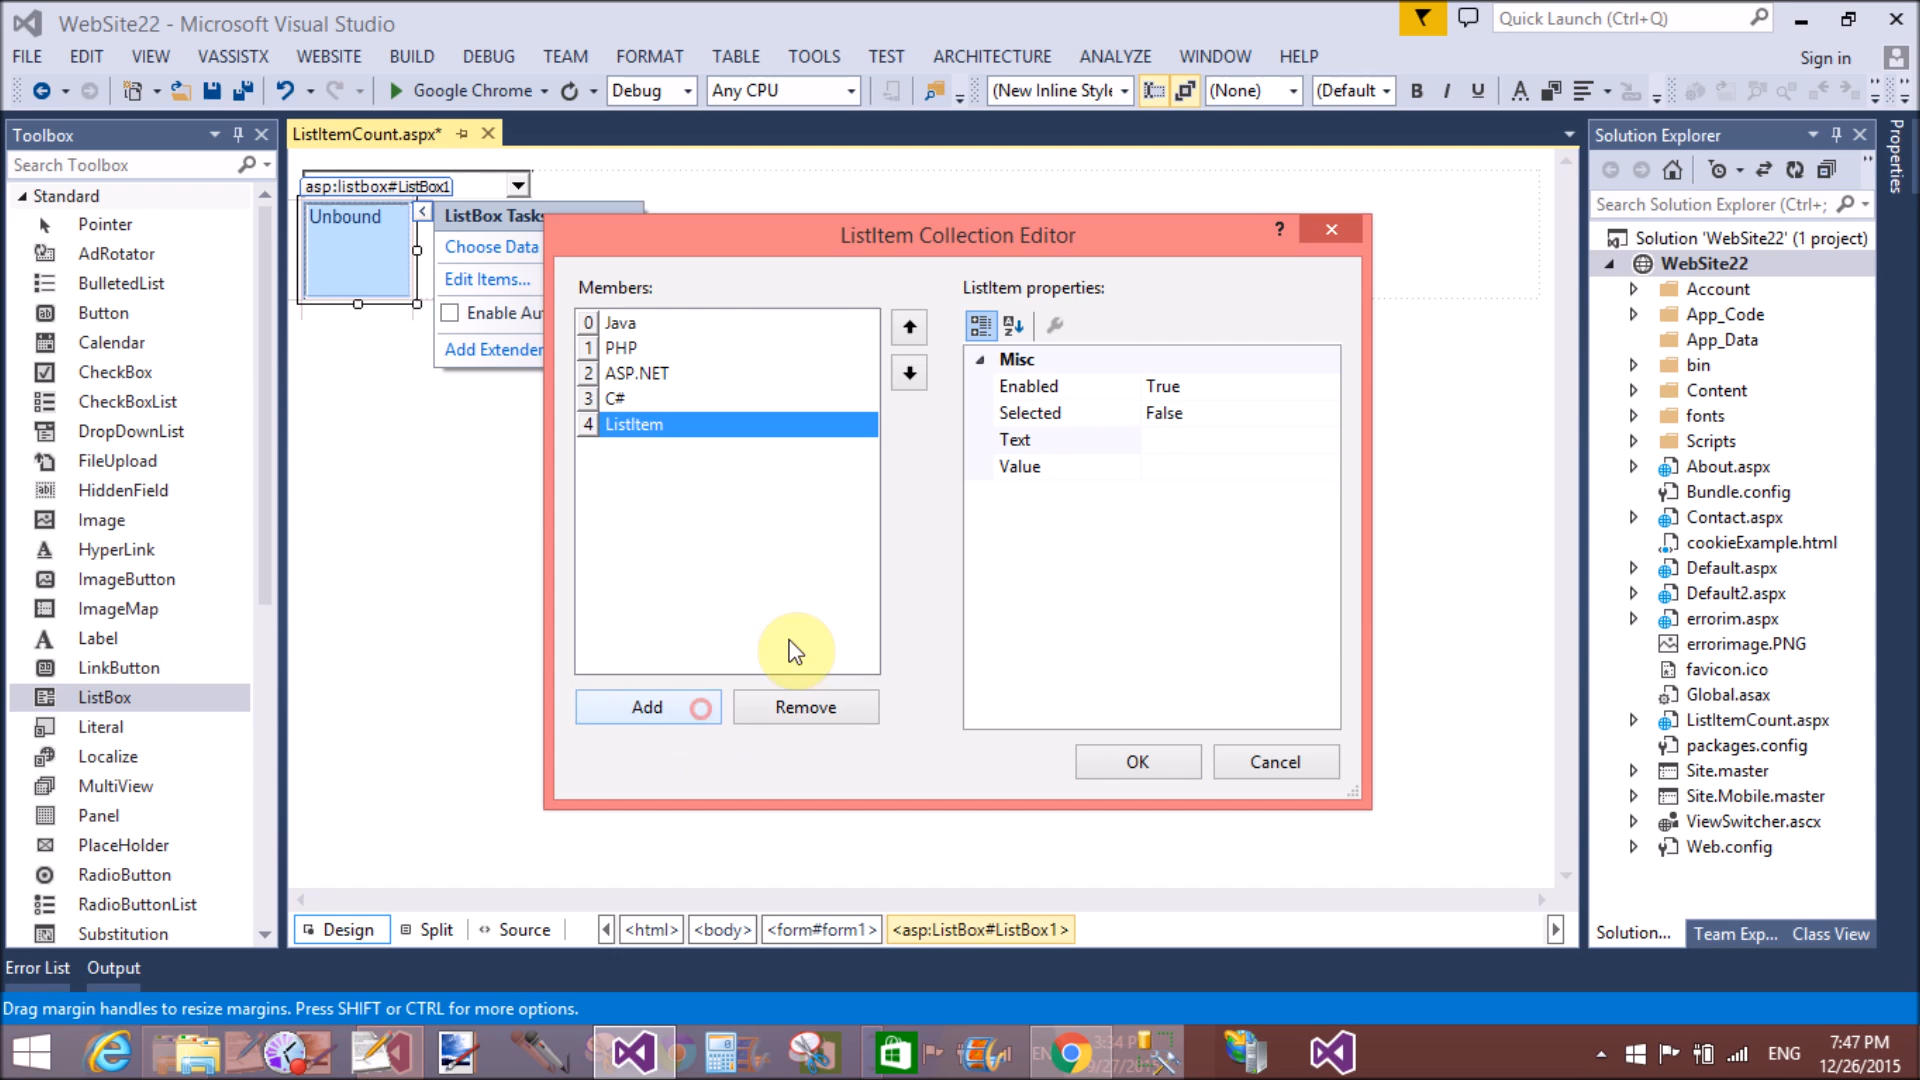 WebSite22 - Microsoft Visual Studio
Quick Launch (Ctrl+Q)
FILE EDIT VIEW VASSISTX WEBSITE BUILD DEBUG TEAM FORMAT TABLE TOOLS TEST ARCHITECTURE ANALYZE WINDOW HELP
Sign in
Google Chrome Debug Any CPU (New Inline Style (None) (Default B I U
Toolbox
Search Toolbox
Standard
Pointer
AdRotator
BulletedList
Button
Calendar
CheckBox
CheckBoxList
DropDownList
FileUpload
HiddenField
Image
HyperLink
ImageButton
ImageMap
Label
LinkButton
ListBox
Literal
Localize
MultiView
Panel
PlaceHolder
RadioButton
RadioButtonList
Substitution
ListItemCount.aspx*
asp:listbox#ListBox1
Unbound
ListBox Tasks
Choose Data
Edit Items...
Enable Au
Add Extender
ListItem Collection Editor
?
Members:
0 Java
1 PHP
2 ASP.NET
3 C#
4 ListItem
Add
Remove
ListItem properties:
Misc
Enabled True
Selected False
Text
Value
OK
Cancel
Design
Split
Source
<html>
<body>
<form#form1>
<asp:ListBox#ListBox1>
Solution Explorer
Search Solution Explorer (Ctrl+;
Solution 'WebSite22' (1 project)
WebSite22
Account
App_Code
App_Data
bin
Content
fonts
Scripts
About.aspx
Bundle.config
Contact.aspx
cookieExample.html
Default.aspx
Default2.aspx
errorim.aspx
errorimage.PNG
favicon.ico
Global.asax
ListItemCount.aspx
packages.config
Site.master
Site.Mobile.master
ViewSwitcher.ascx
Web.config
Solution... Team Exp... Class View
Properties
Error List Output
Drag margin handles to resize margins. Press SHIFT or CTRL for more options.
ENG
7:47 PM
12/26/2015